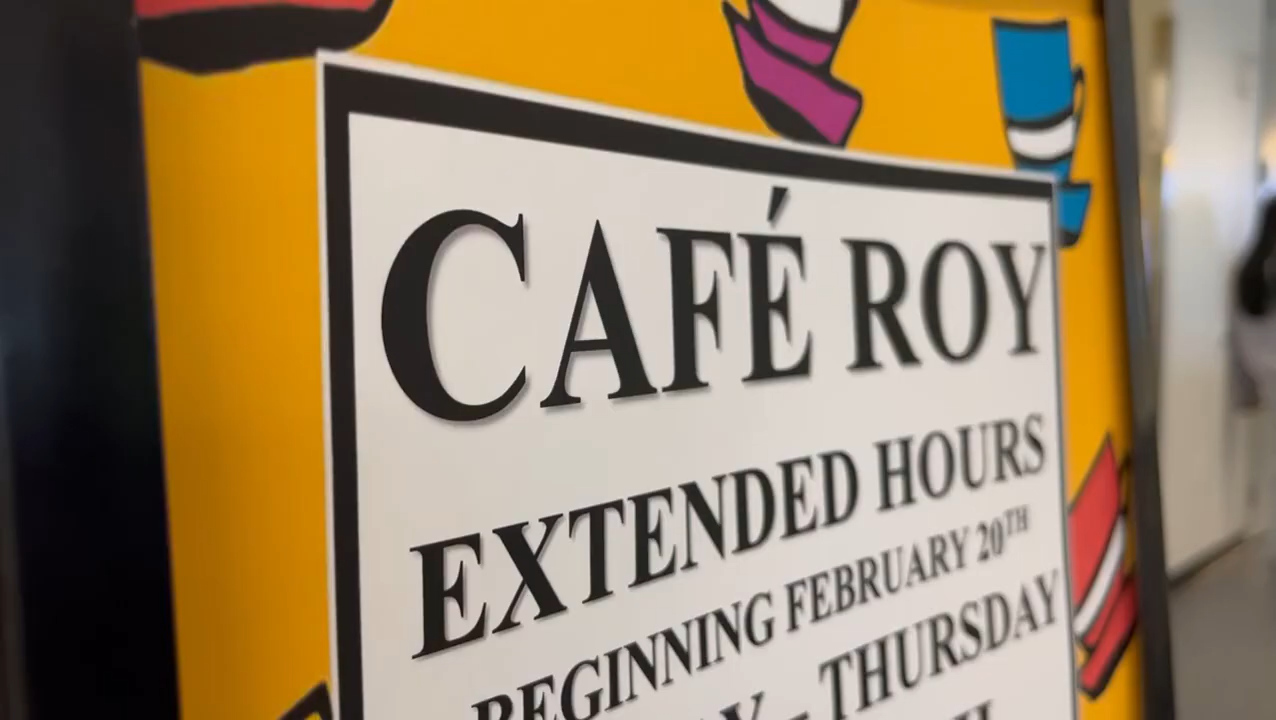 CAFÉ ROY
EXTENDED HOURS
BEGINNING FEBRUARY 20TH
– THURSDAY